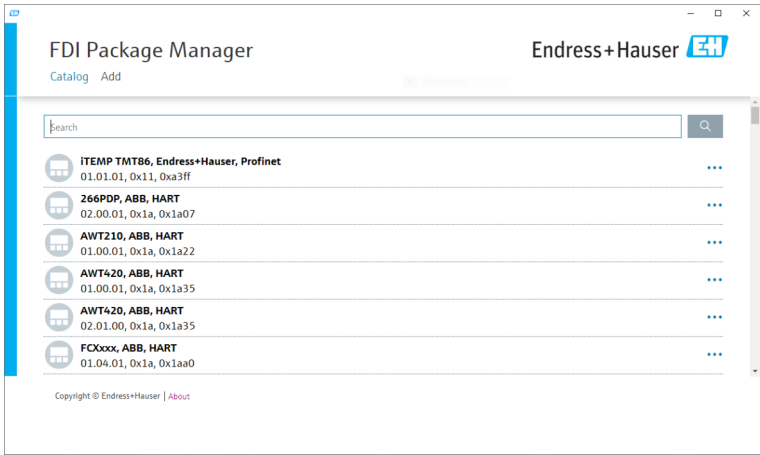 EH
FDI Package Manager
Endress+Hauser EH
Catalog Add
Search
iTEMP TMT86, Endress+Hauser, Profinet
01.01.01, 0x11, 0xa3ff
266PDP, ABB, HART
02.00.01, 0x1a, 0x1a07
AWT210, ABB, HART
01.00.01, 0x1a, 0x1a22
AWT420, ABB, HART
01.00.01, 0x1a, 0x1a35
AWT420, ABB, HART
02.01.00, 0x1a, 0x1a35
FCXxxx, ABB, HART
01.04.01, 0x1a, 0x1aa0
Copyright © Endress+Hauser | About